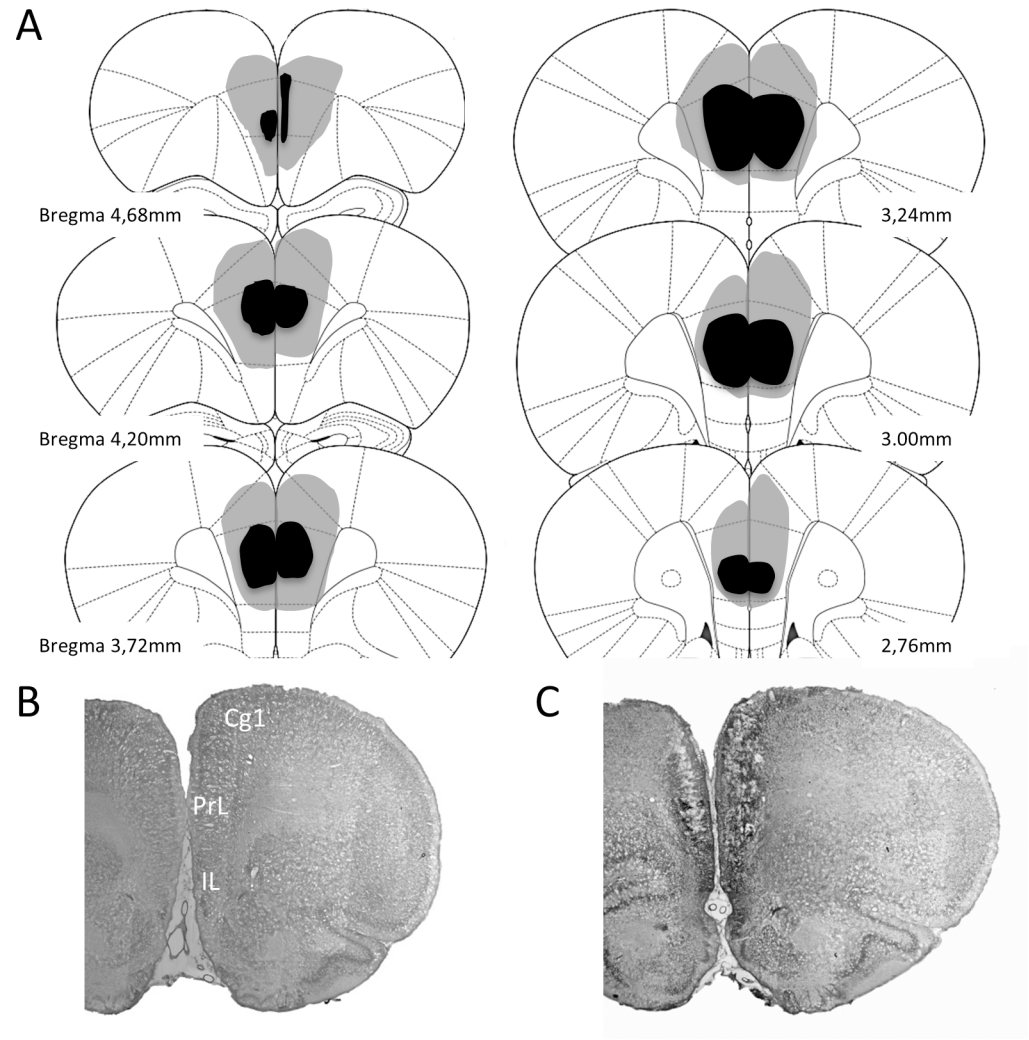 A
Bregma 4,68mm
3,24mm
Bregma 4,20mm
3.00mm
Bregma 3,72mm
2,76mm
B
Cg1
PrL
IL
C